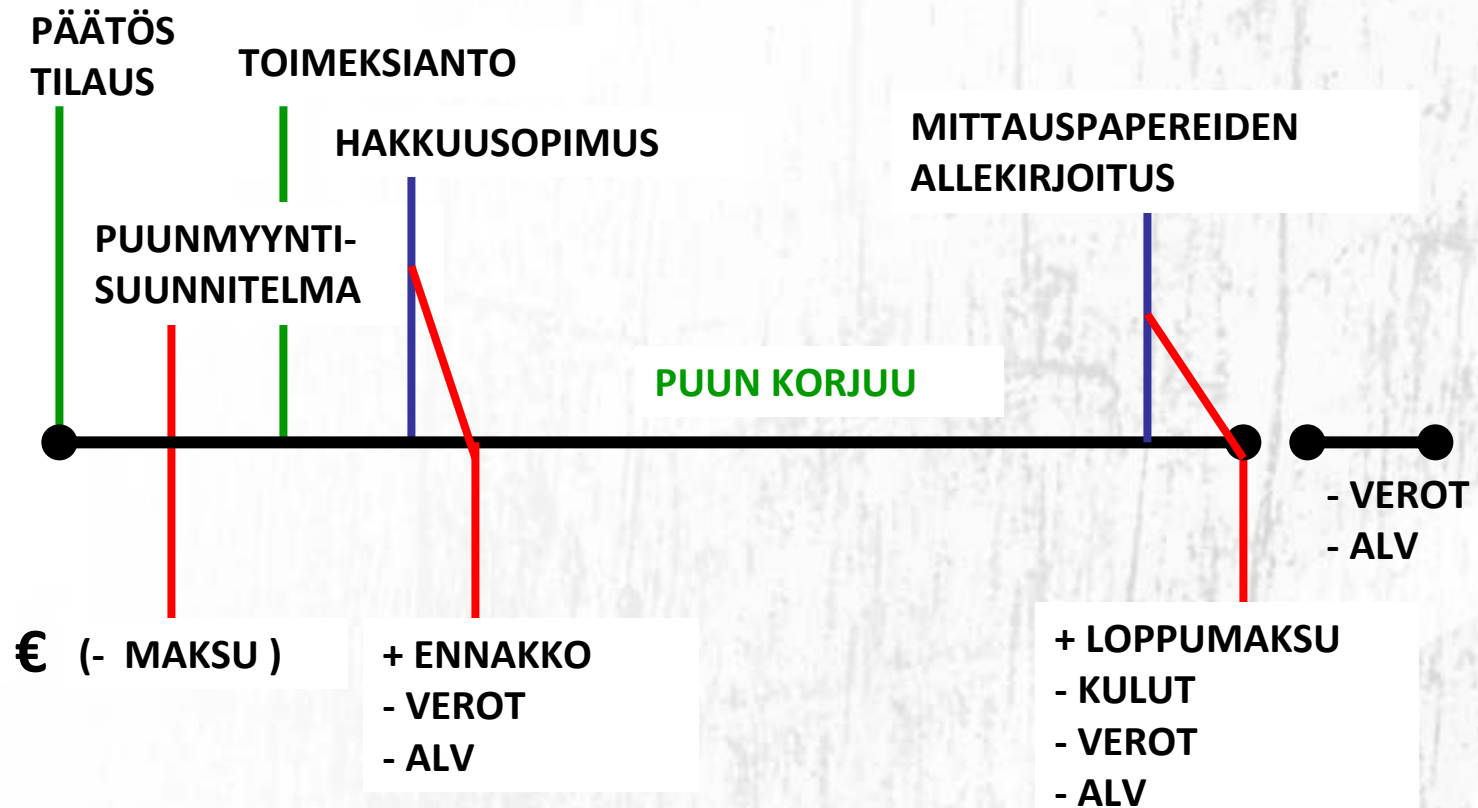 PÄÄTÖS
TILAUS
TOIMEKSIANTO
HAKKUUSOPIMUS
PUUNMYYNTI-
SUUNNITELMA
MITTAUSPAPEREIDEN
ALLEKIRJOITUS
PUUN KORJUU
- VEROT
- ALV
€ (- MAKSU )
+ ENNAKKO
- VEROT
- ALV
+ LOPPUMAKSU
- KULUT
- VEROT
- ALV